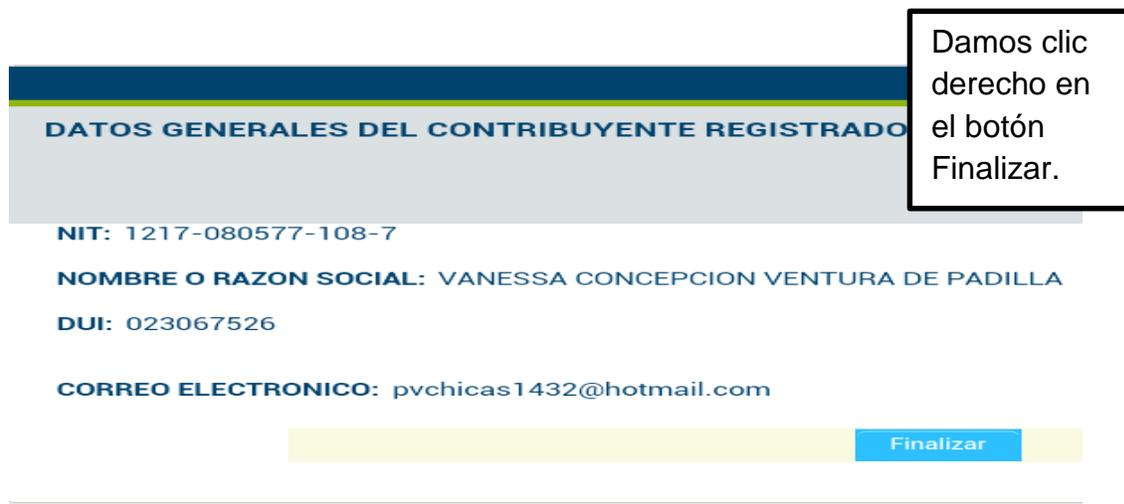 Damos clic
derecho en
el botón
Finalizar.
DATOS GENERALES DEL CONTRIBUYENTE REGISTRADO
NIT: 1217-080577-108-7
NOMBRE O RAZON SOCIAL: VANESSA CONCEPCION VENTURA DE PADILLA
DUI: 023067526
CORREO ELECTRONICO: pvchicas1432@hotmail.com
Finalizar